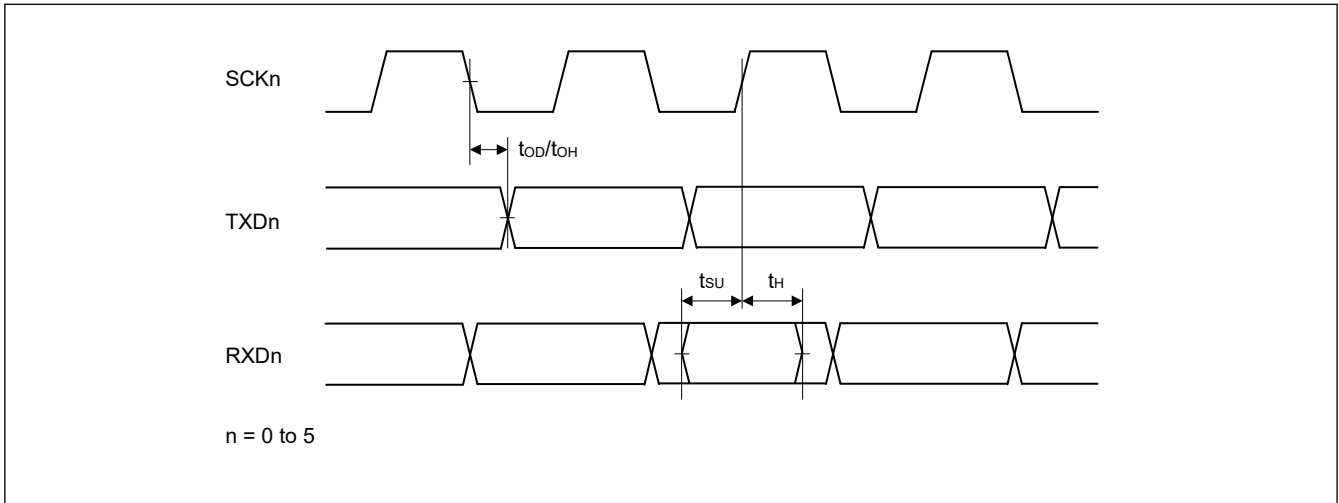 SCKn
tOD/tOH
TXDn
tSU
tH
RXDn
n = 0 to 5